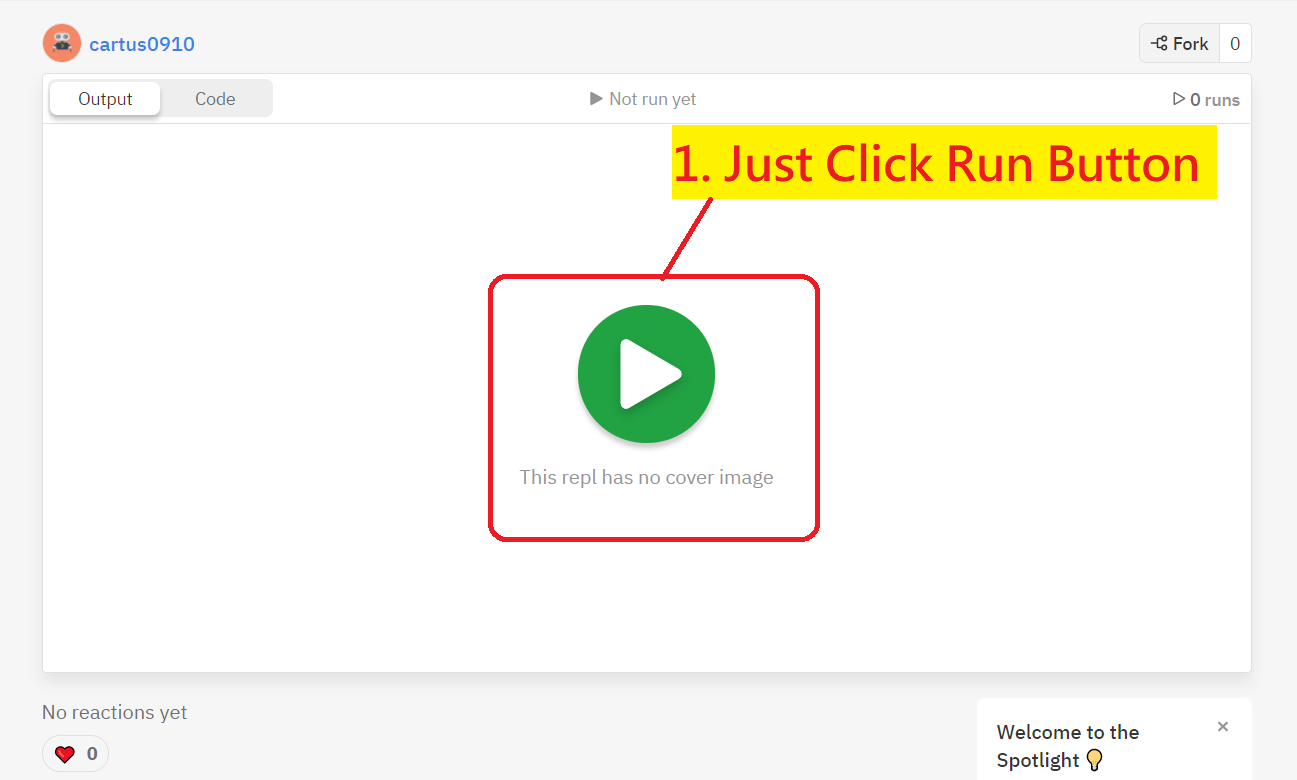 cartus0910
Fork 0
Output Code Not run yet 0 runs
1. Just Click Run Button
This repl has no cover image
No reactions yet
0
Welcome to the
Spotlight